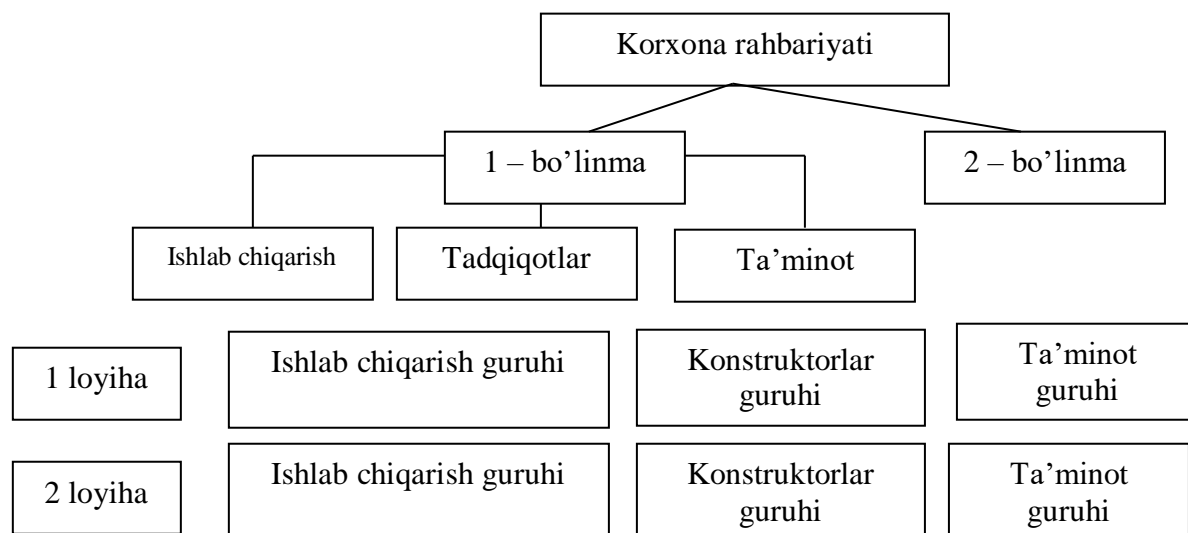 Korxona rahbariyati
1 – bo’linma
2 – bo’linma
Ishlab chiqarish
Tadqiqotlar
Ta’minot
1 loyiha
Ishlab chiqarish guruhi
Konstruktorlar
guruhi
Ta’minot
guruhi
2 loyiha
Ishlab chiqarish guruhi
Konstruktorlar
guruhi
Ta’minot
guruhi